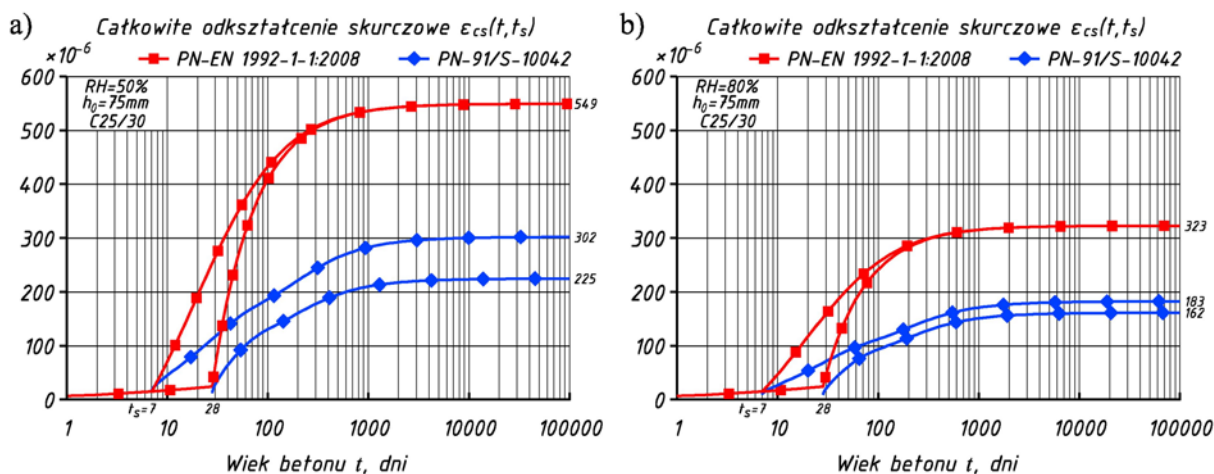 a) Całkowite odkształcenie skurczowe εcs(t,ts)
×10⁻⁶ PN-EN 1992-1-1:2008 PN-91/S-10042
600
500
400
300
200
100
0
RH=50%
h₀=75mm
C25/30
549
302
225
ts=7 28
1 10 100 1000 10000 100000
Wiek betonu t, dni
b) Całkowite odkształcenie skurczowe εcs(t,ts)
×10⁻⁶ PN-EN 1992-1-1:2008 PN-91/S-10042
600
500
400
300
200
100
0
RH=80%
h₀=75mm
C25/30
323
183
162
ts=7 28
1 10 100 1000 10000 100000
Wiek betonu t, dni